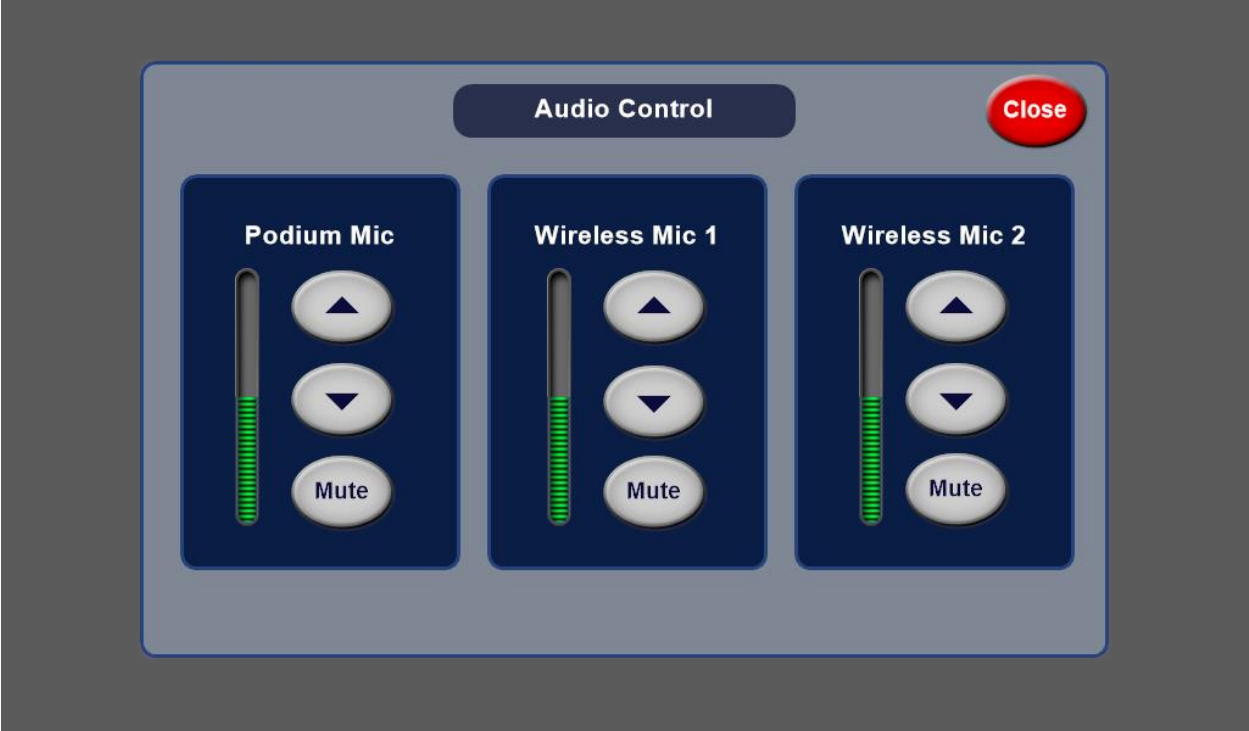 Audio Control
Close
Podium Mic
Wireless Mic 1
Wireless Mic 2
Mute
Mute
Mute